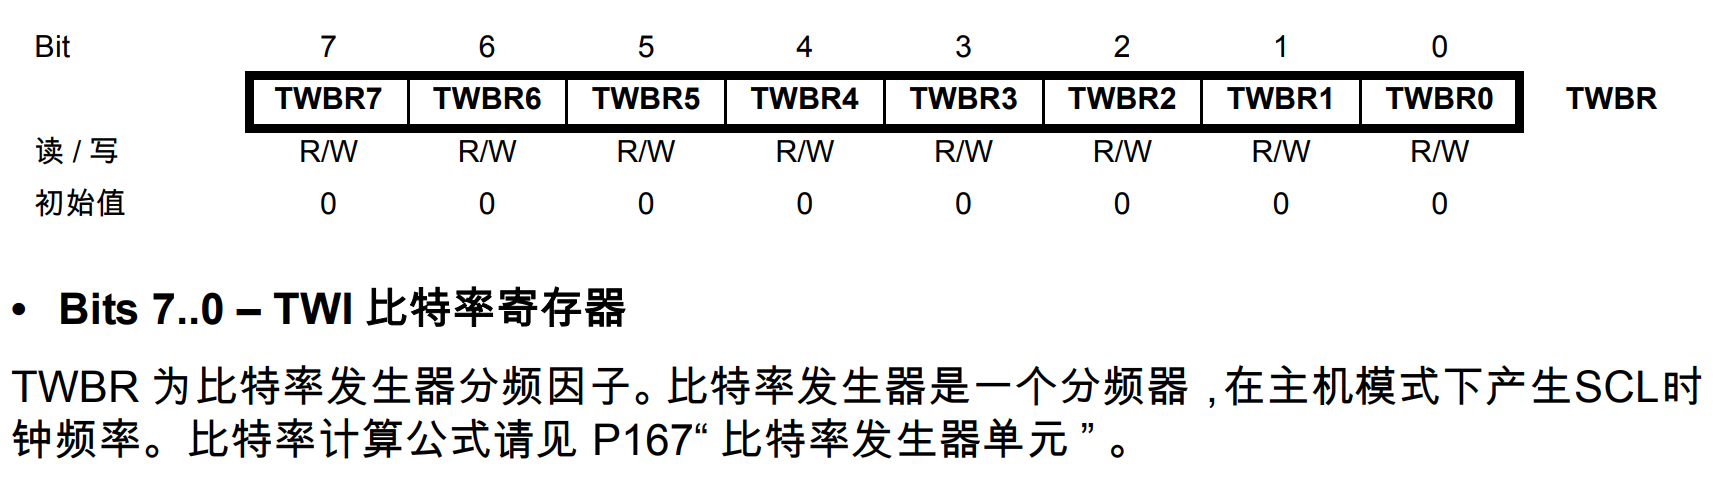 Bit 7 6 5 4 3 2 1 0
TWBR7 TWBR6 TWBR5 TWBR4 TWBR3 TWBR2 TWBR1 TWBR0 TWBR
读 / 写 R/W R/W R/W R/W R/W R/W R/W R/W
初始值 0 0 0 0 0 0 0 0
• Bits 7..0 – TWI 比特率寄存器
TWBR 为比特率发生器分频因子。比特率发生器是一个分频器 ,在主机模式下产生SCL时
钟频率。比特率计算公式请见 P167“ 比特率发生器单元 ” 。